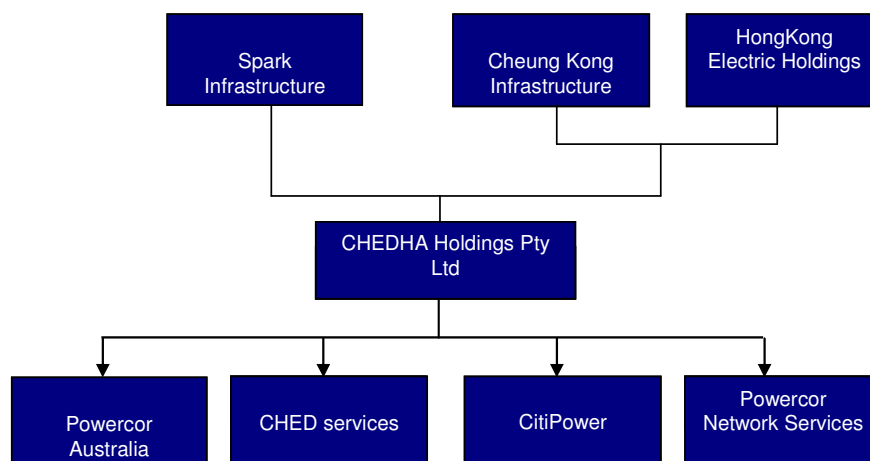 Spark
Infrastructure
Cheung Kong
Infrastructure
HongKong
Electric Holdings
CHEDHA Holdings Pty
Ltd
Powercor
Australia
CHED services
CitiPower
Powercor
Network Services